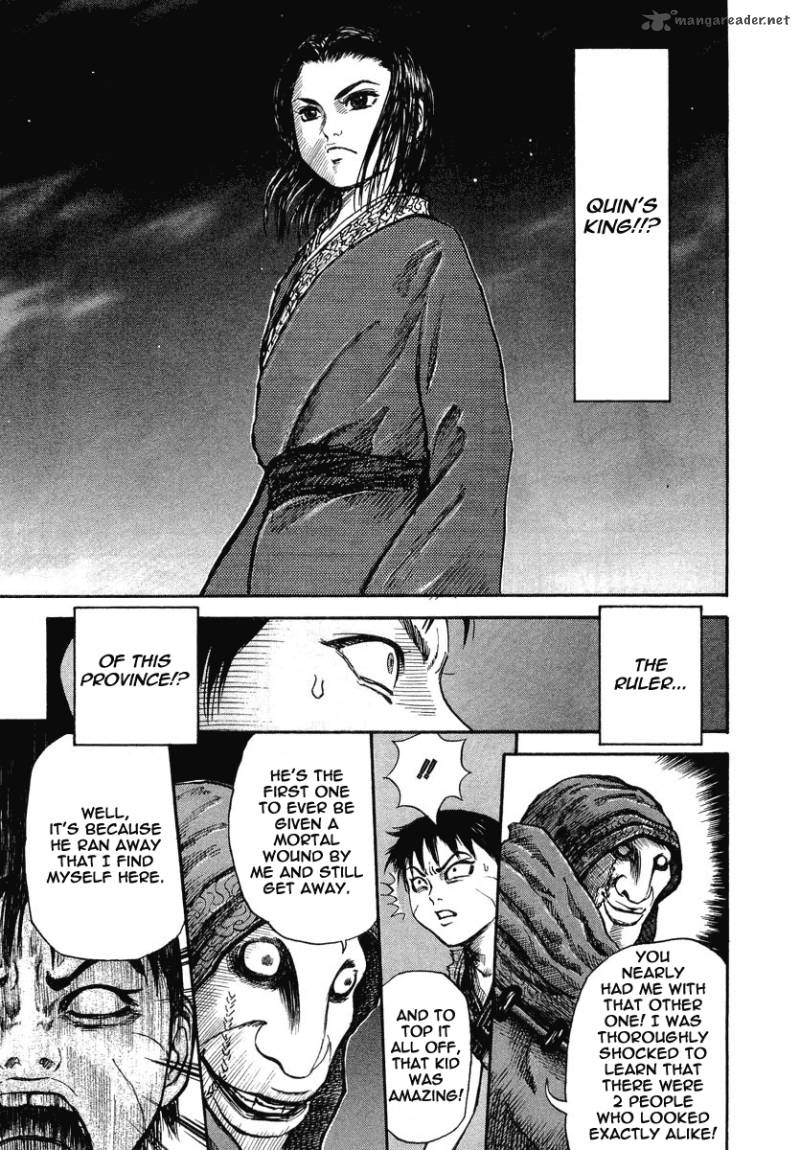 mangareader.net
QUIN'S
KING!!?
THE
RULER...
OF THIS
PROVINCE!?
YOU
NEARLY
HAD ME WITH
THAT OTHER
ONE! I WAS
THOROUGHLY
SHOCKED TO
LEARN THAT
THERE WERE
2 PEOPLE
WHO LOOKED
EXACTLY ALIKE!
!!
AND TO
TOP IT
ALL OFF,
THAT KID
WAS
AMAZING!
HE'S THE
FIRST ONE
TO EVER BE
GIVEN A
MORTAL
WOUND BY
ME AND STILL
GET AWAY.
WELL,
IT'S BECAUSE
HE RAN AWAY
THAT I FIND
MYSELF HERE.